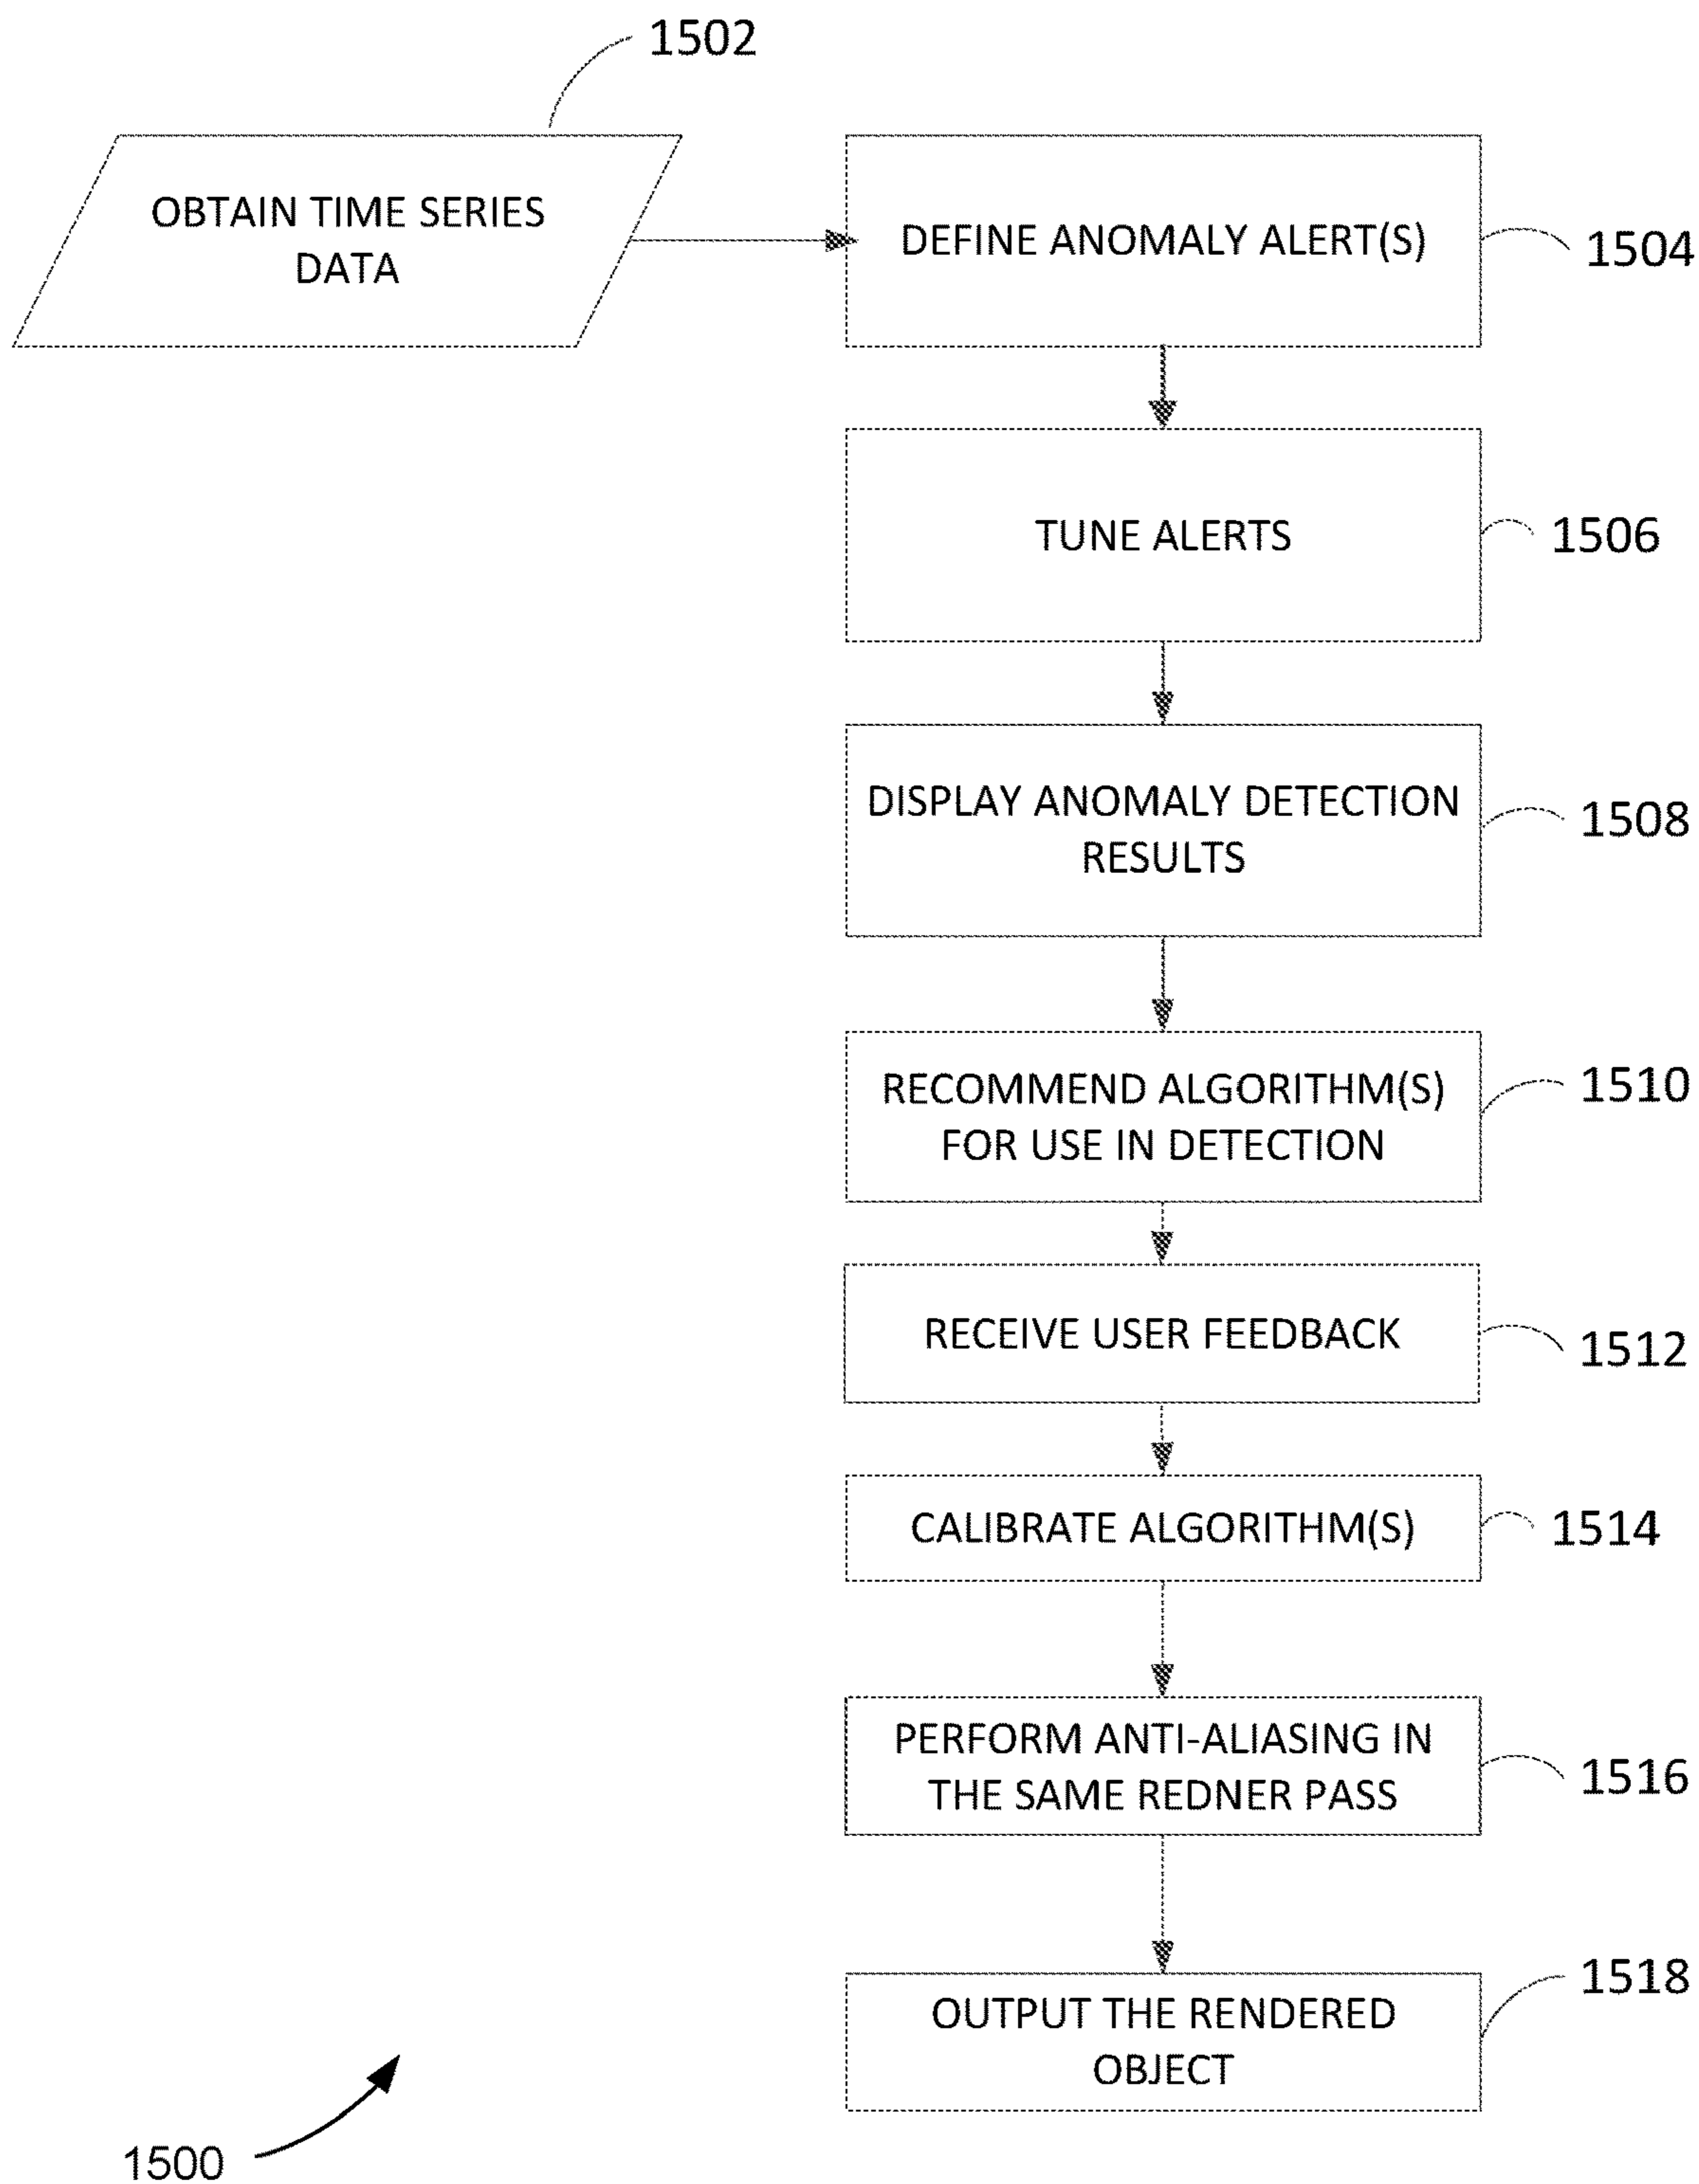 1502
OBTAIN TIME SERIES
DATA
DEFINE ANOMALY ALERT(S)
1504
TUNE ALERTS
1506
DISPLAY ANOMALY DETECTION
RESULTS
1508
RECOMMEND ALGORITHM(S)
FOR USE IN DETECTION
1510
RECEIVE USER FEEDBACK
1512
CALIBRATE ALGORITHM(S)
1514
PERFORM ANTI-ALIASING IN
THE SAME REDNER PASS
1516
OUTPUT THE RENDERED
OBJECT
1518
1500